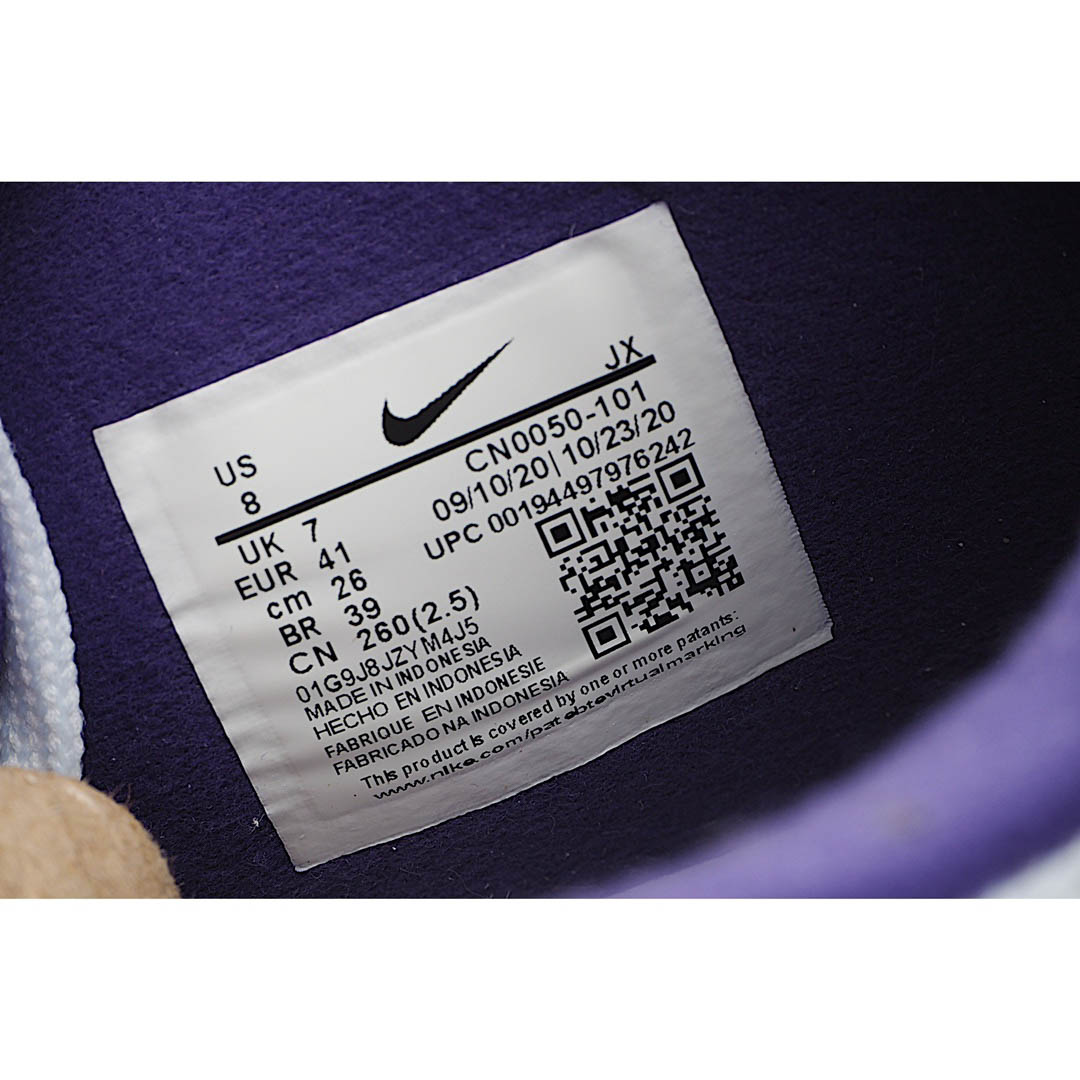 JX
US
8
CN0050-101
09/10/20|10/23/20
UPC 00194497976242
UK 7
EUR 41
cm 26
BR 39
CN 260(2.5)
01G9J8JZYM4J5
MADE IN INDONESIA
HECHO EN INDONESIA
FABRIQUE EN INDONESIE
FABRICADO NA INDONESIA
This product is covered by one or more patents:
www.nike.com/patebtevirtualmarking